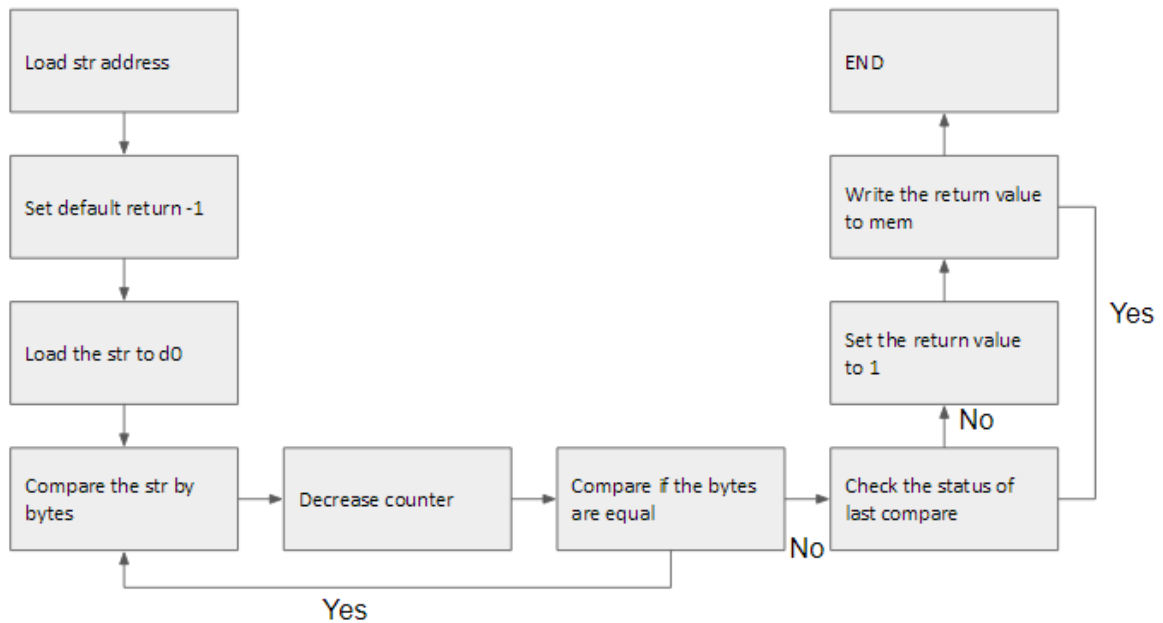 Load str address
Set default return -1
Load the str to d0
Compare the str by
bytes
Decrease counter
Compare if the bytes
are equal
Yes
No
Check the status of
last compare
No
Set the return value
to 1
Yes
Write the return value
to mem
END